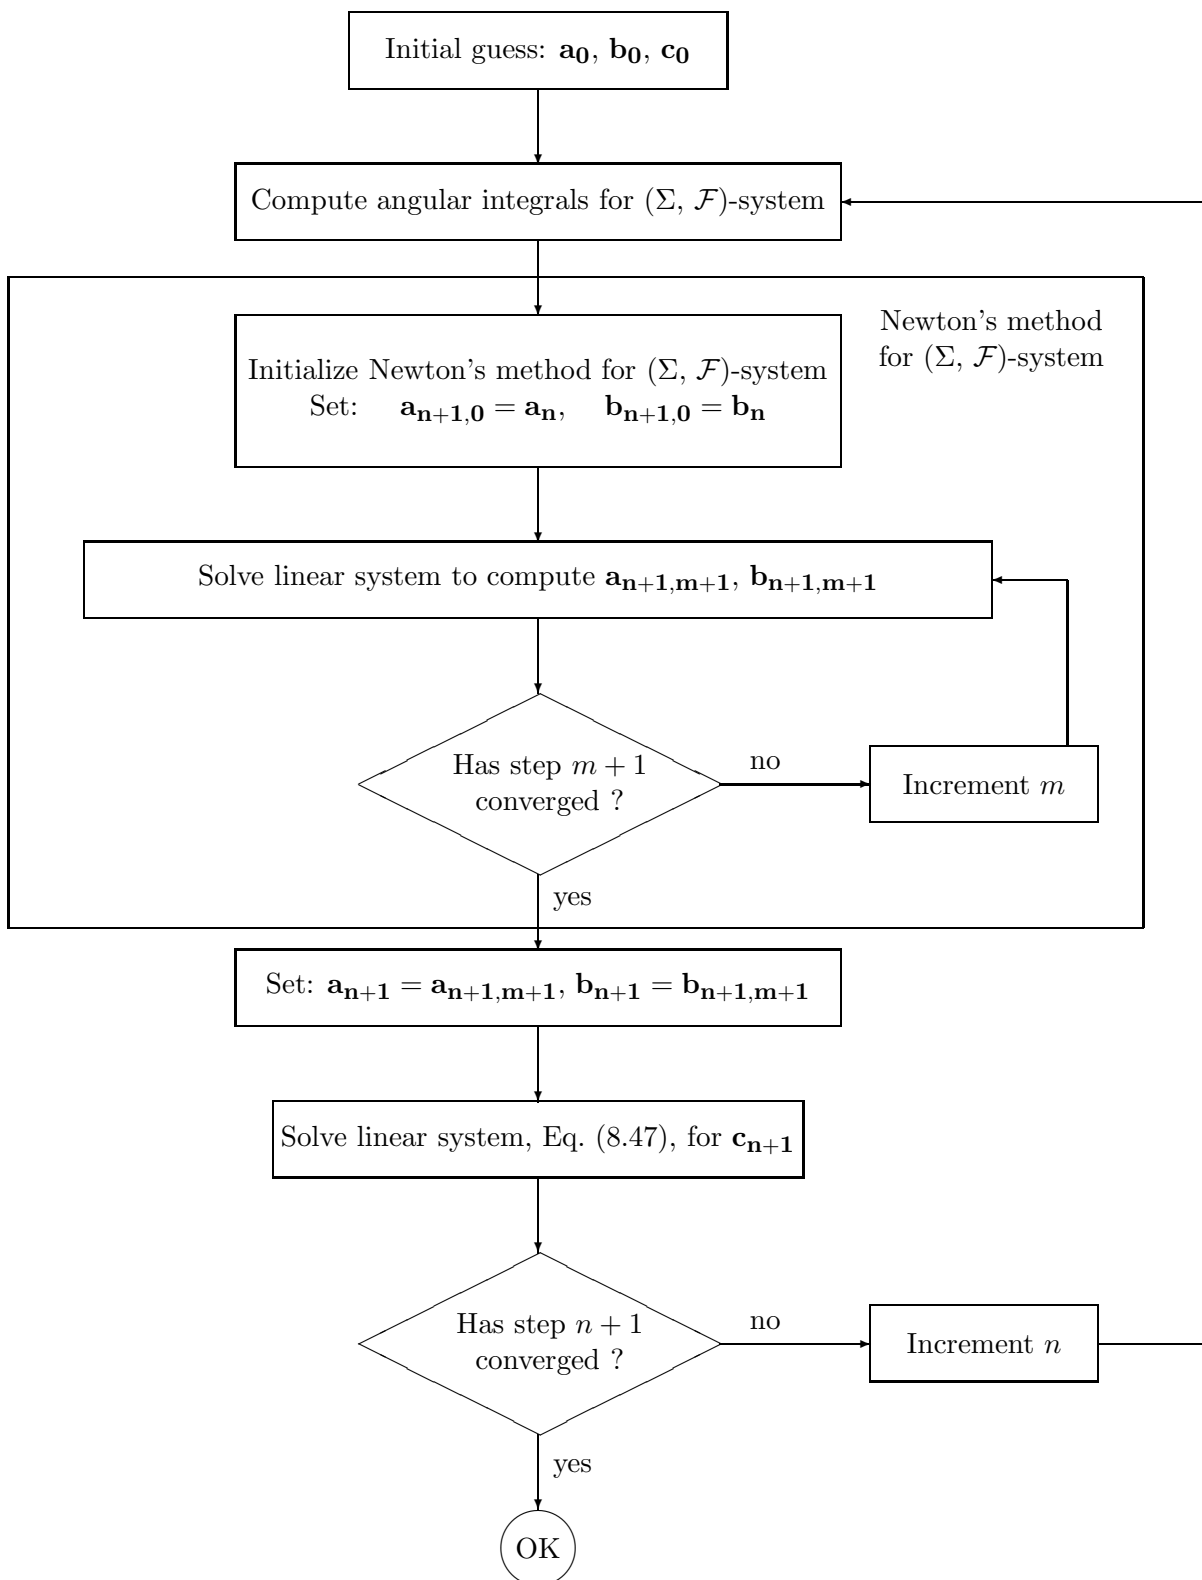 Initial guess: a₀, b₀, c₀
Compute angular integrals for (Σ, ℱ)-system
Newton's method
for (Σ, ℱ)-system
Initialize Newton's method for (Σ, ℱ)-system
Set: aₙ₊₁,₀ = aₙ, bₙ₊₁,₀ = bₙ
Solve linear system to compute aₙ₊₁,ₘ₊₁, bₙ₊₁,ₘ₊₁
Has step m + 1
converged ?
no
Increment m
yes
Set: aₙ₊₁ = aₙ₊₁,ₘ₊₁, bₙ₊₁ = bₙ₊₁,ₘ₊₁
Solve linear system, Eq. (8.47), for cₙ₊₁
Has step n + 1
converged ?
no
Increment n
yes
OK